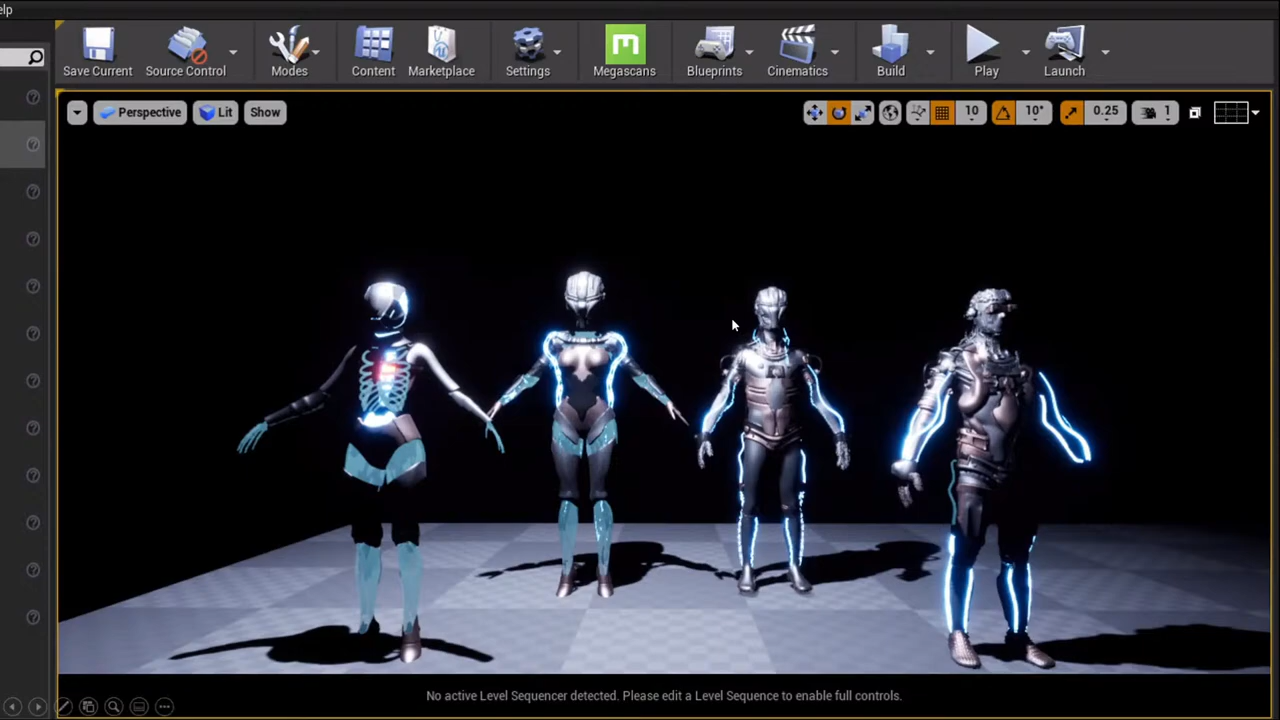 elp
Save Current
Source Control
Modes
Content
Marketplace
Settings
Megascans
Blueprints
Cinematics
Build
Play
Launch
Perspective
Lit
Show
10
10°
0.25
1
No active Level Sequencer detected. Please edit a Level Sequence to enable full controls.